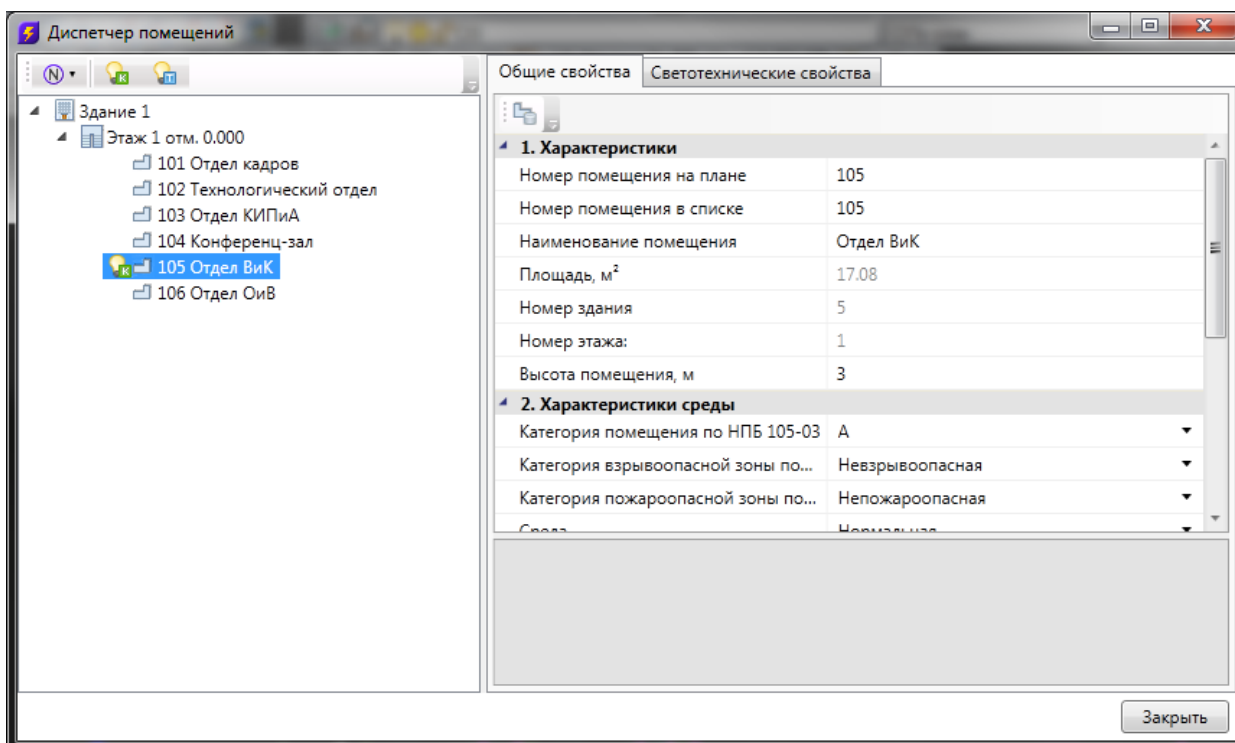 Диспетчер помещений
Общие свойства
Светотехнические свойства
N
К
Т
Здание 1
Этаж 1 отм. 0.000
101 Отдел кадров
102 Технологический отдел
103 Отдел КИПиА
104 Конференц-зал
К
105 Отдел ВиК
106 Отдел ОиВ
1. Характеристики
Номер помещения на плане 105
Номер помещения в списке 105
Наименование помещения Отдел ВиК
Площадь, м² 17.08
Номер здания 5
Номер этажа: 1
Высота помещения, м 3
2. Характеристики среды
Категория помещения по НПБ 105-03 А
Категория взрывоопасной зоны по... Невзрывоопасная
Категория пожароопасной зоны по... Непожароопасная
Среда Нормальная
Закрыть